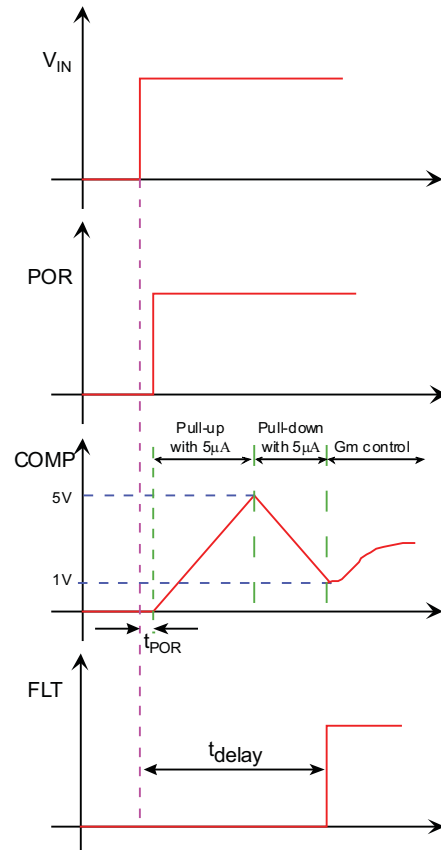 V_IN
POR
Pull-up Pull-down
with 5µA with 5µA Gm control
COMP
5V
1V
t_POR
FLT
t_delay